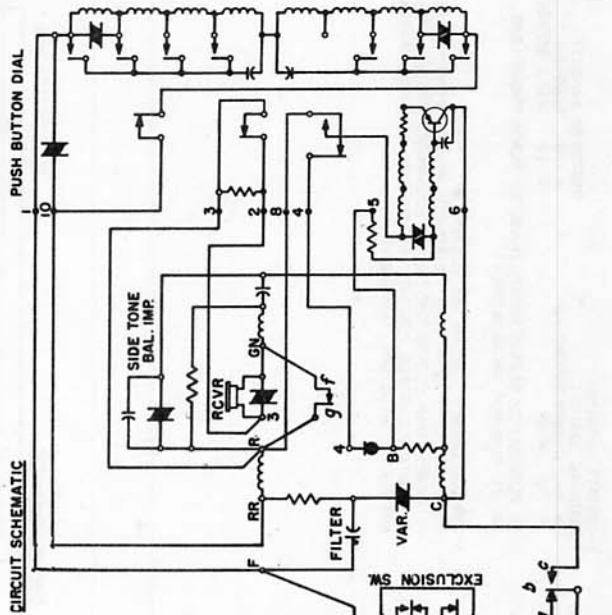 CIRCUIT SCHEMATIC
PUSH BUTTON DIAL
1
10
3
2
8
4
5
6
SIDE TONE
BAL. IMP.
GN
RCVR
3
f
g
R
4
B
RR
FILTER
VAR.
C
F
EXCLUSION SW.
b
c